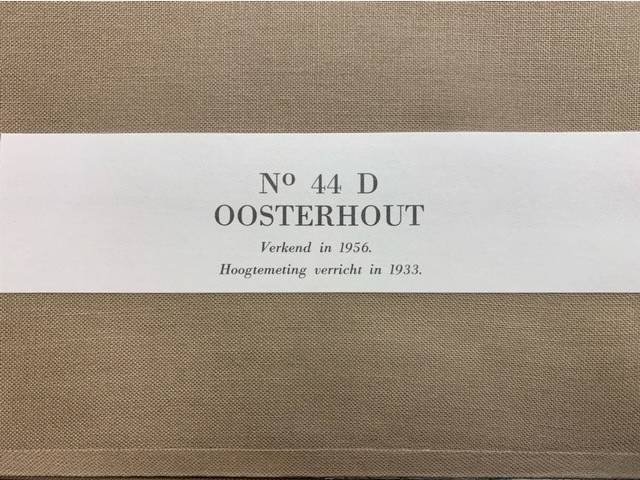 Nº 44 D
OOSTERHOUT
Verkend in 1956.
Hoogtemeting verricht in 1933.